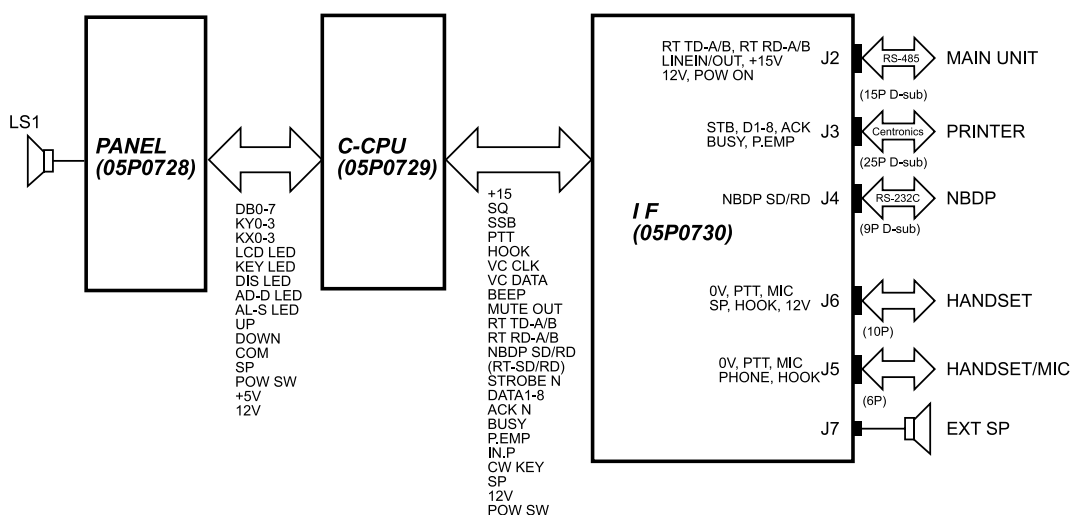 LS1
PANEL
(05P0728)
DB0-7
KY0-3
KX0-3
LCD LED
KEY LED
DIS LED
AD-D LED
AL-S LED
UP
DOWN
COM
SP
POW SW
+5V
12V
C-CPU
(05P0729)
+15
SQ
SSB
PTT
HOOK
VC CLK
VC DATA
BEEP
MUTE OUT
RT TD-A/B
RT RD-A/B
NBDP SD/RD
(RT-SD/RD)
STROBE N
DATA1-8
ACK N
BUSY
P.EMP
IN.P
CW KEY
SP
12V
POW SW
I F
(05P0730)
RT TD-A/B, RT RD-A/B
LINEIN/OUT, +15V
12V, POW ON
J2
RS-485
MAIN UNIT
(15P D-sub)
STB, D1-8, ACK
BUSY, P.EMP
J3
Centronics
PRINTER
(25P D-sub)
NBDP SD/RD
J4
RS-232C
NBDP
(9P D-sub)
0V, PTT, MIC
SP, HOOK, 12V
J6
HANDSET
(10P)
0V, PTT, MIC
PHONE, HOOK
J5
HANDSET/MIC
(6P)
J7
EXT SP